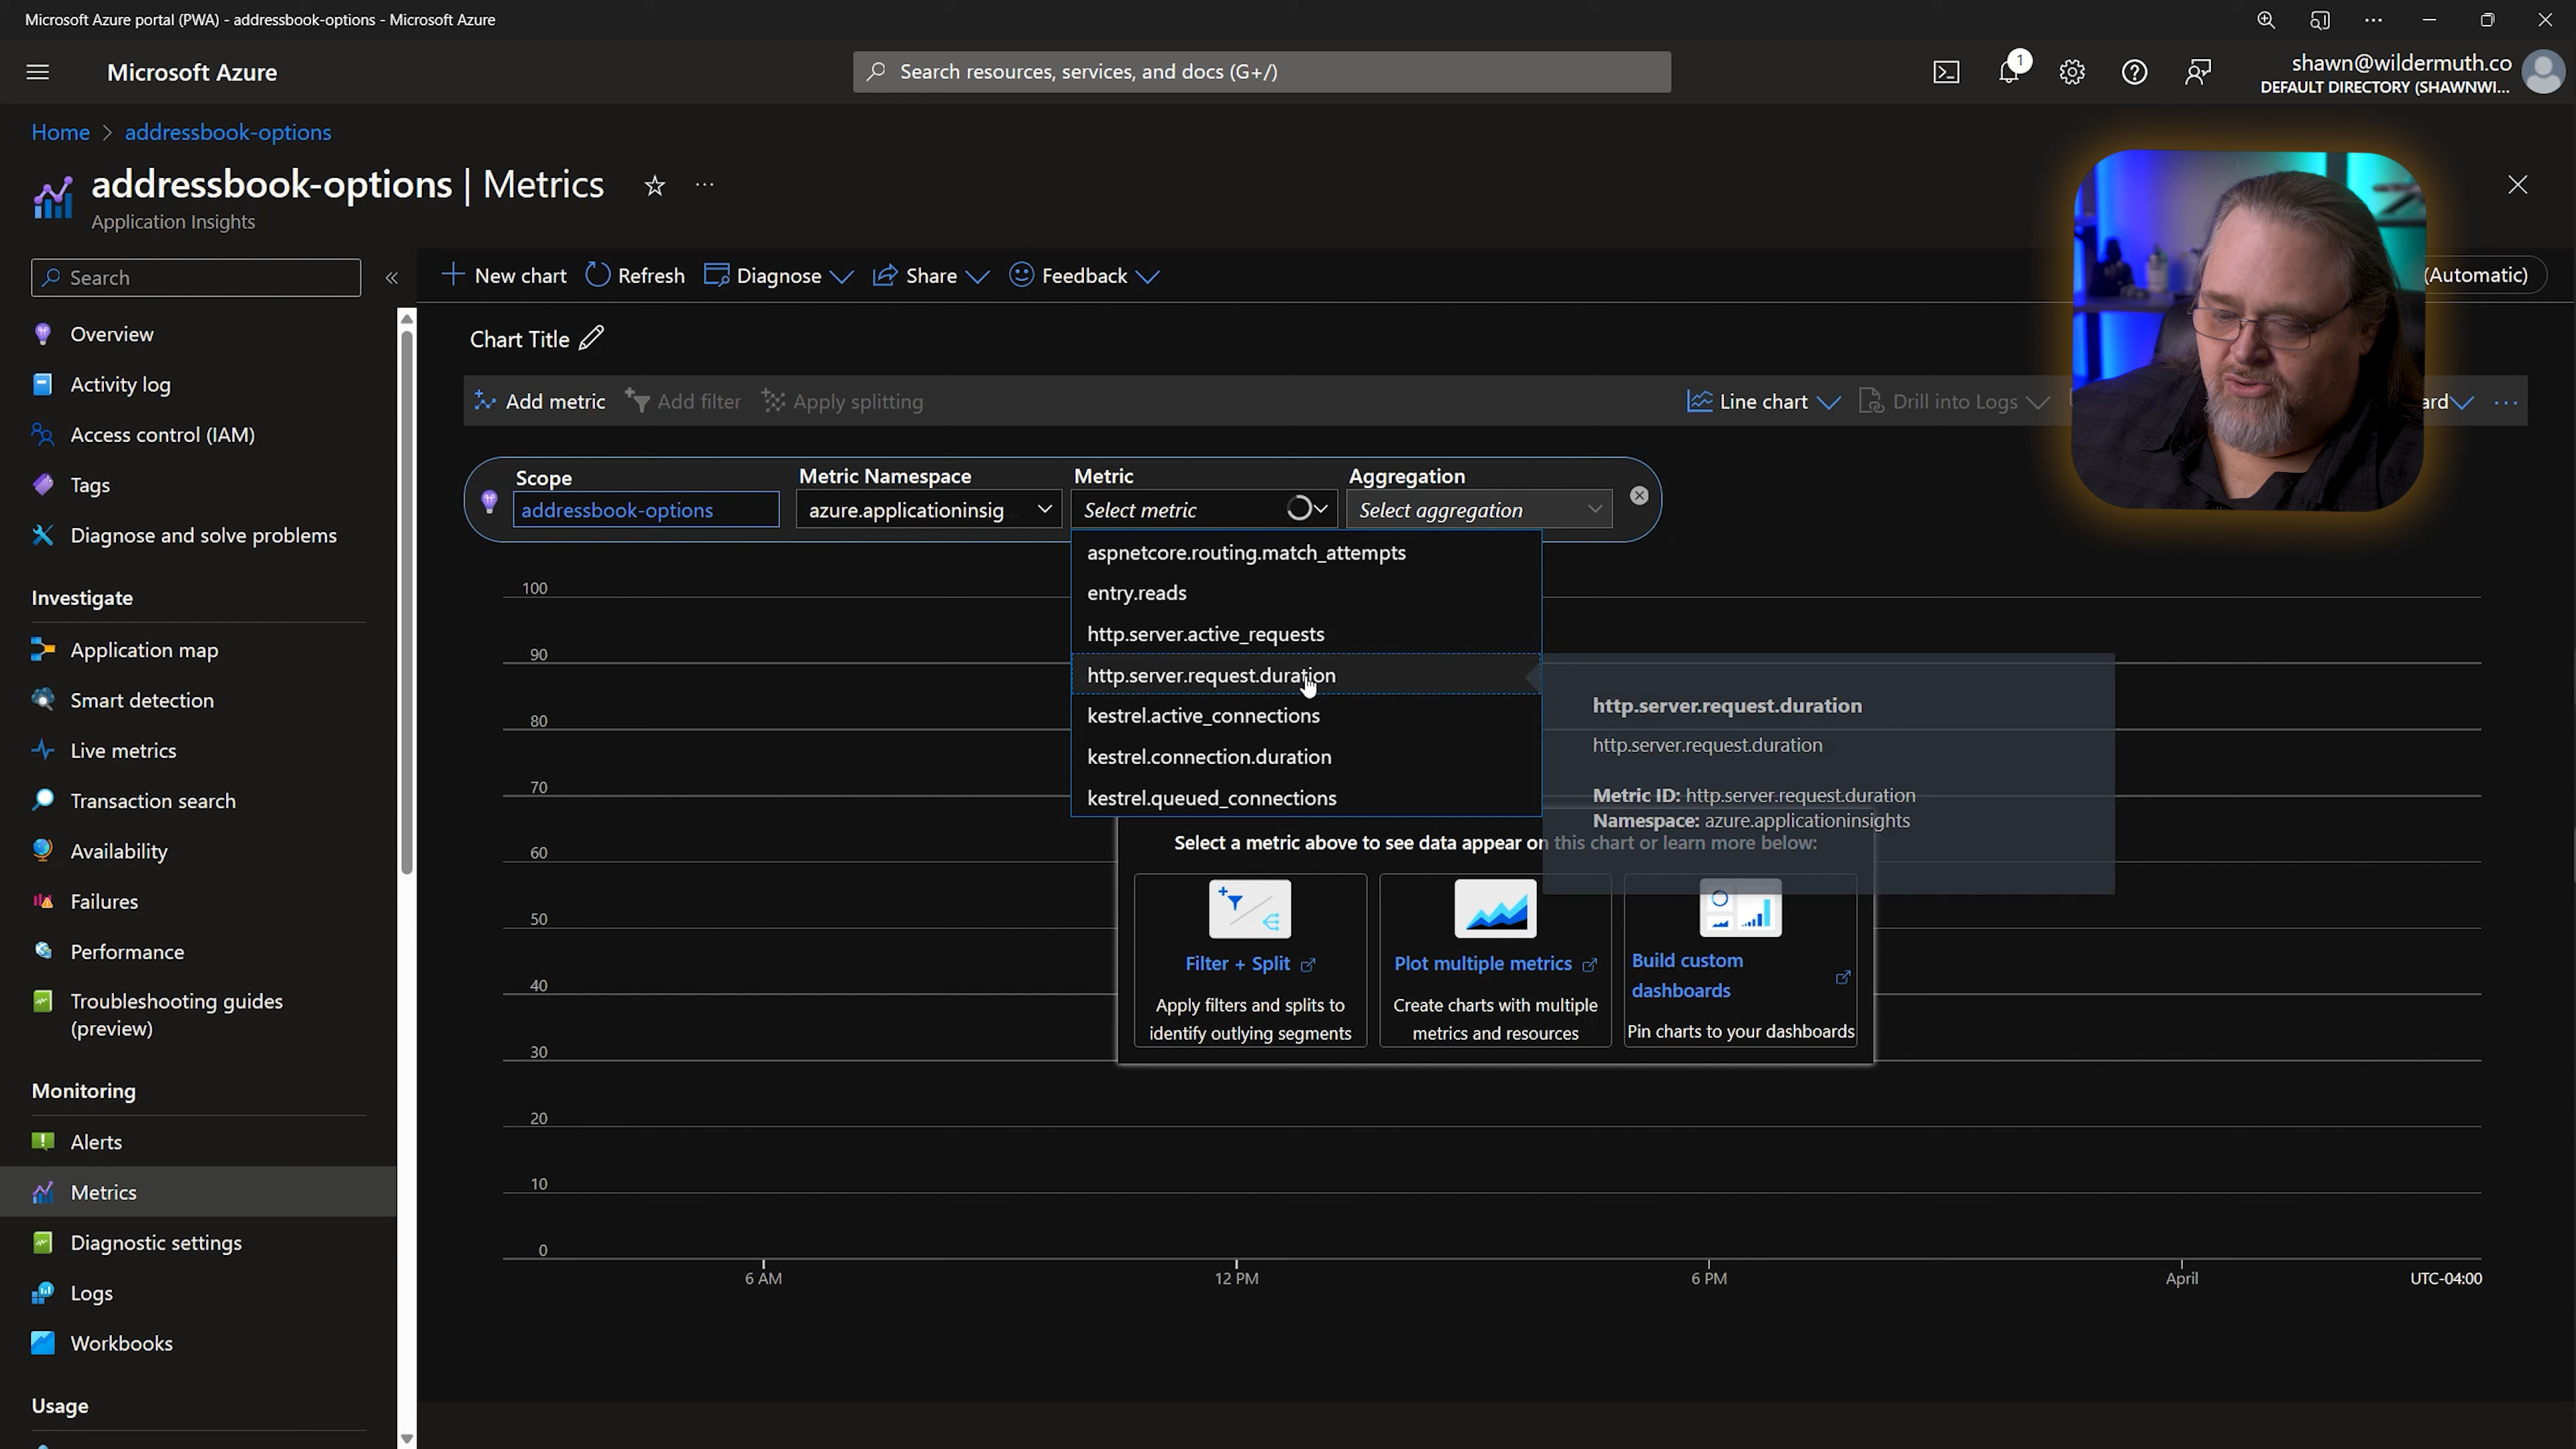 Microsoft Azure portal (PWA) - addressbook-options - Microsoft Azure
Microsoft Azure
Search resources, services, and docs (G+/)
1
shawn@wildermuth.co
DEFAULT DIRECTORY (SHAWNWI...
Home > addressbook-options
addressbook-options | Metrics
Application Insights
Search
New chart
Refresh
Diagnose
Share
Feedback
(Automatic)
Overview
Activity log
Access control (IAM)
Tags
Diagnose and solve problems
Investigate
Application map
Smart detection
Live metrics
Transaction search
Availability
Failures
Performance
Troubleshooting guides
(preview)
Monitoring
Alerts
Metrics
Diagnostic settings
Logs
Workbooks
Usage
Chart Title
Add metric
Add filter
Apply splitting
Line chart
Drill into Logs
ard
Scope
addressbook-options
Metric Namespace
azure.applicationinsig
Metric
Select metric
Aggregation
Select aggregation
aspnetcore.routing.match_attempts
entry.reads
http.server.active_requests
http.server.request.duration
kestrel.active_connections
kestrel.connection.duration
kestrel.queued_connections
http.server.request.duration
http.server.request.duration
Metric ID: http.server.request.duration
Namespace: azure.applicationinsights
Select a metric above to see data appear on this chart or learn more below:
Filter + Split
Apply filters and splits to
identify outlying segments
Plot multiple metrics
Create charts with multiple
metrics and resources
Build custom
dashboards
Pin charts to your dashboards
100
90
80
70
60
50
40
30
20
10
0
6 AM
12 PM
6 PM
April
UTC-04:00